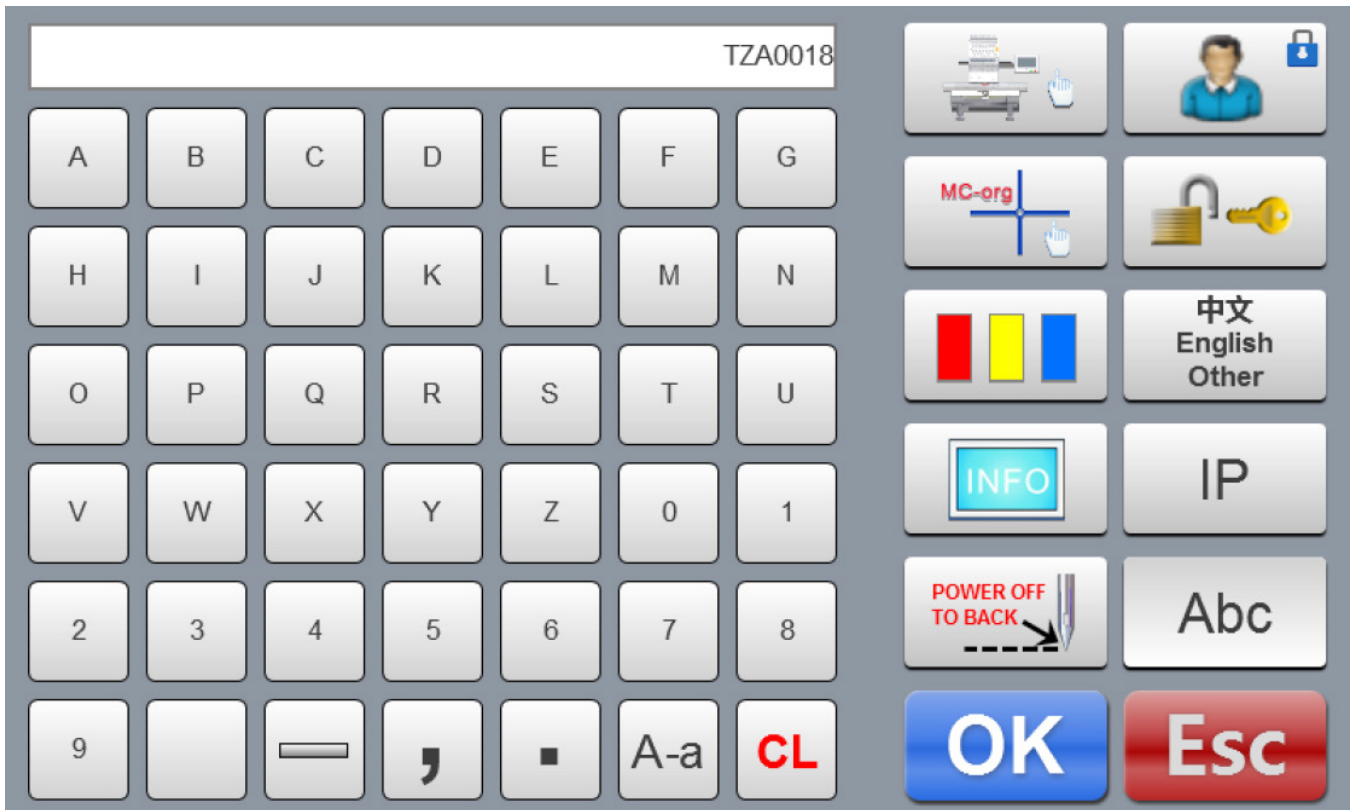 TZA0018
A B C D E F G
H I J K L M N
O P Q R S T U
V W X Y Z 0 1
2 3 4 5 6 7 8
9 , . A-a CL
MC-org
中文
English
Other
INFO
IP
POWER OFF
TO BACK
Abc
OK
Esc